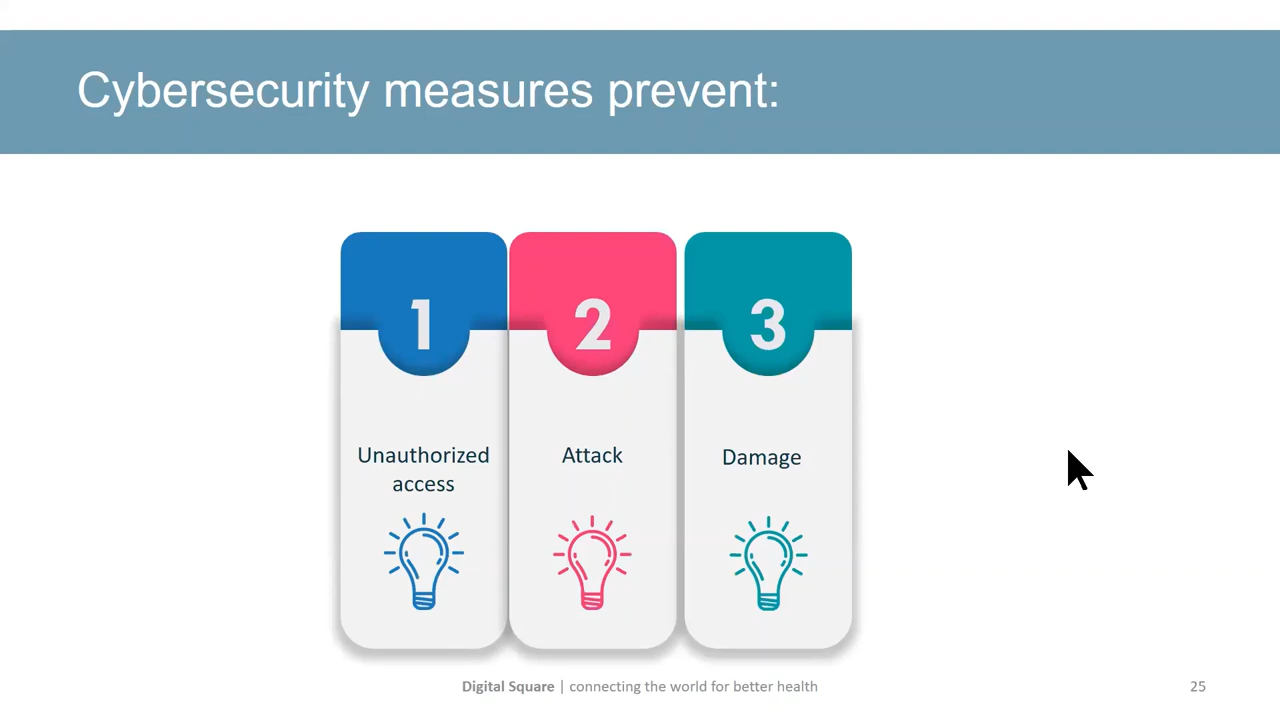 Cybersecurity measures prevent:
1
2
3
Unauthorized
access
Attack
Damage
Digital Square | connecting the world for better health
25